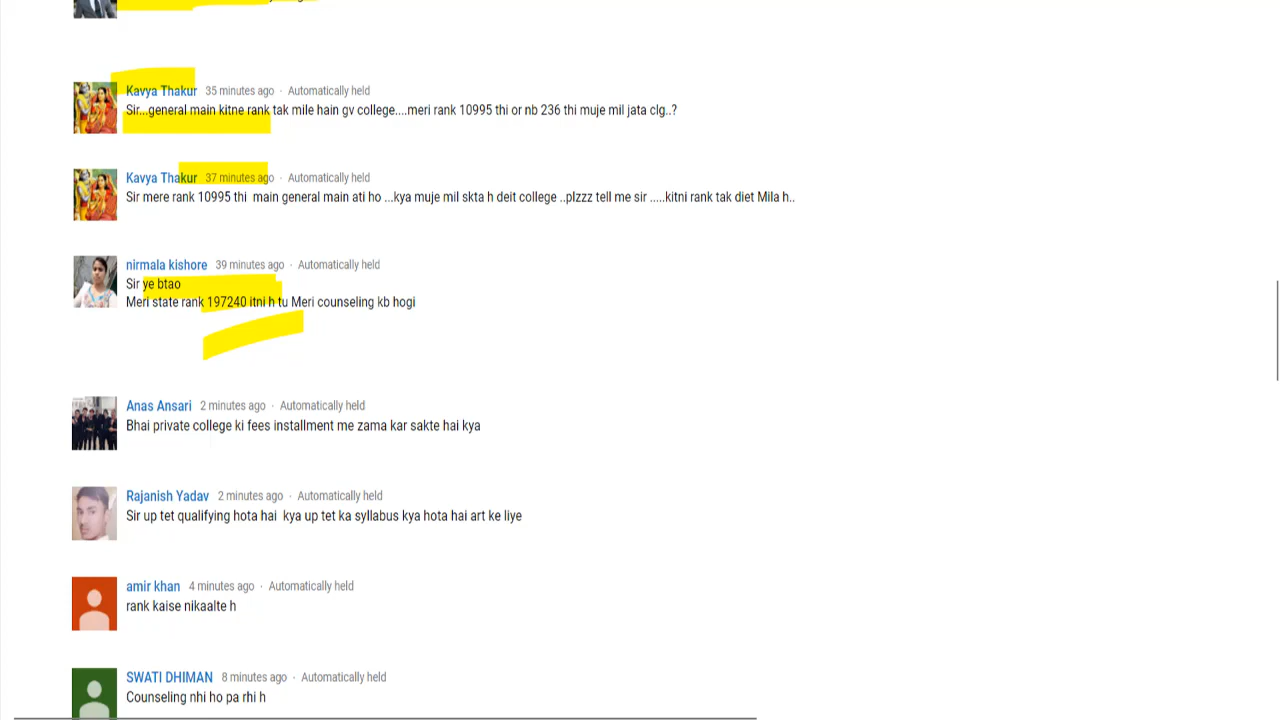 Kavya Thakur 35 minutes ago · Automatically held
Sir...general main kitne rank tak mile hain gv college....meri rank 10995 thi or nb 236 thi muje mil jata clg..?
Kavya Thakur 37 minutes ago · Automatically held
Sir mere rank 10995 thi main general main ati ho ...kya muje mil skta h deit college ..plzzz tell me sir .....kitni rank tak diet Mila h..
nirmala kishore 39 minutes ago · Automatically held
Sir ye btao
Meri state rank 197240 itni h tu Meri counseling kb hogi
Anas Ansari 2 minutes ago · Automatically held
Bhai private college ki fees installment me zama kar sakte hai kya
Rajanish Yadav 2 minutes ago · Automatically held
Sir up tet qualifying hota hai kya up tet ka syllabus kya hota hai art ke liye
amir khan 4 minutes ago · Automatically held
rank kaise nikaalte h
SWATI DHIMAN 8 minutes ago · Automatically held
Counseling nhi ho pa rhi h